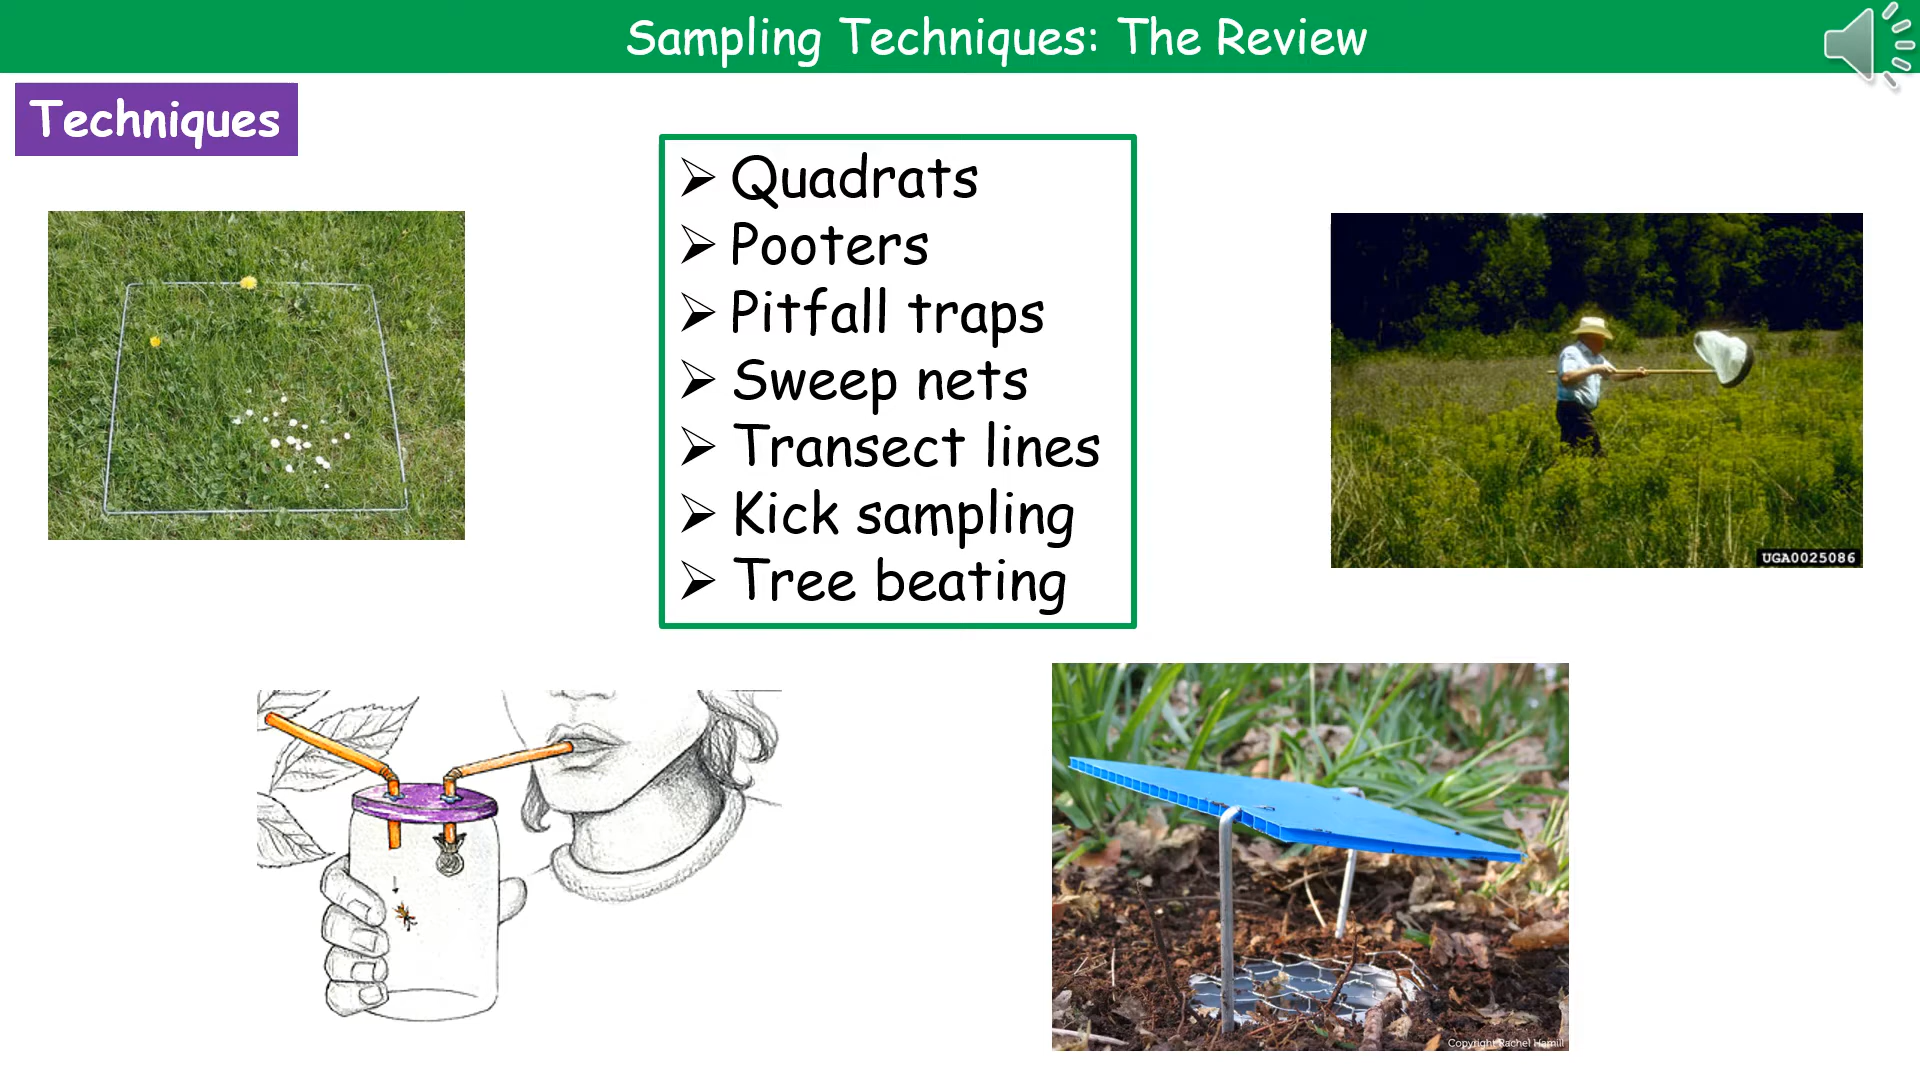 Sampling Techniques: The Review
Techniques
➢ Quadrats
➢ Pooters
➢ Pitfall traps
➢ Sweep nets
➢ Transect lines
➢ Kick sampling
➢ Tree beating
UGA0025086
Copyright Rachel Hamill